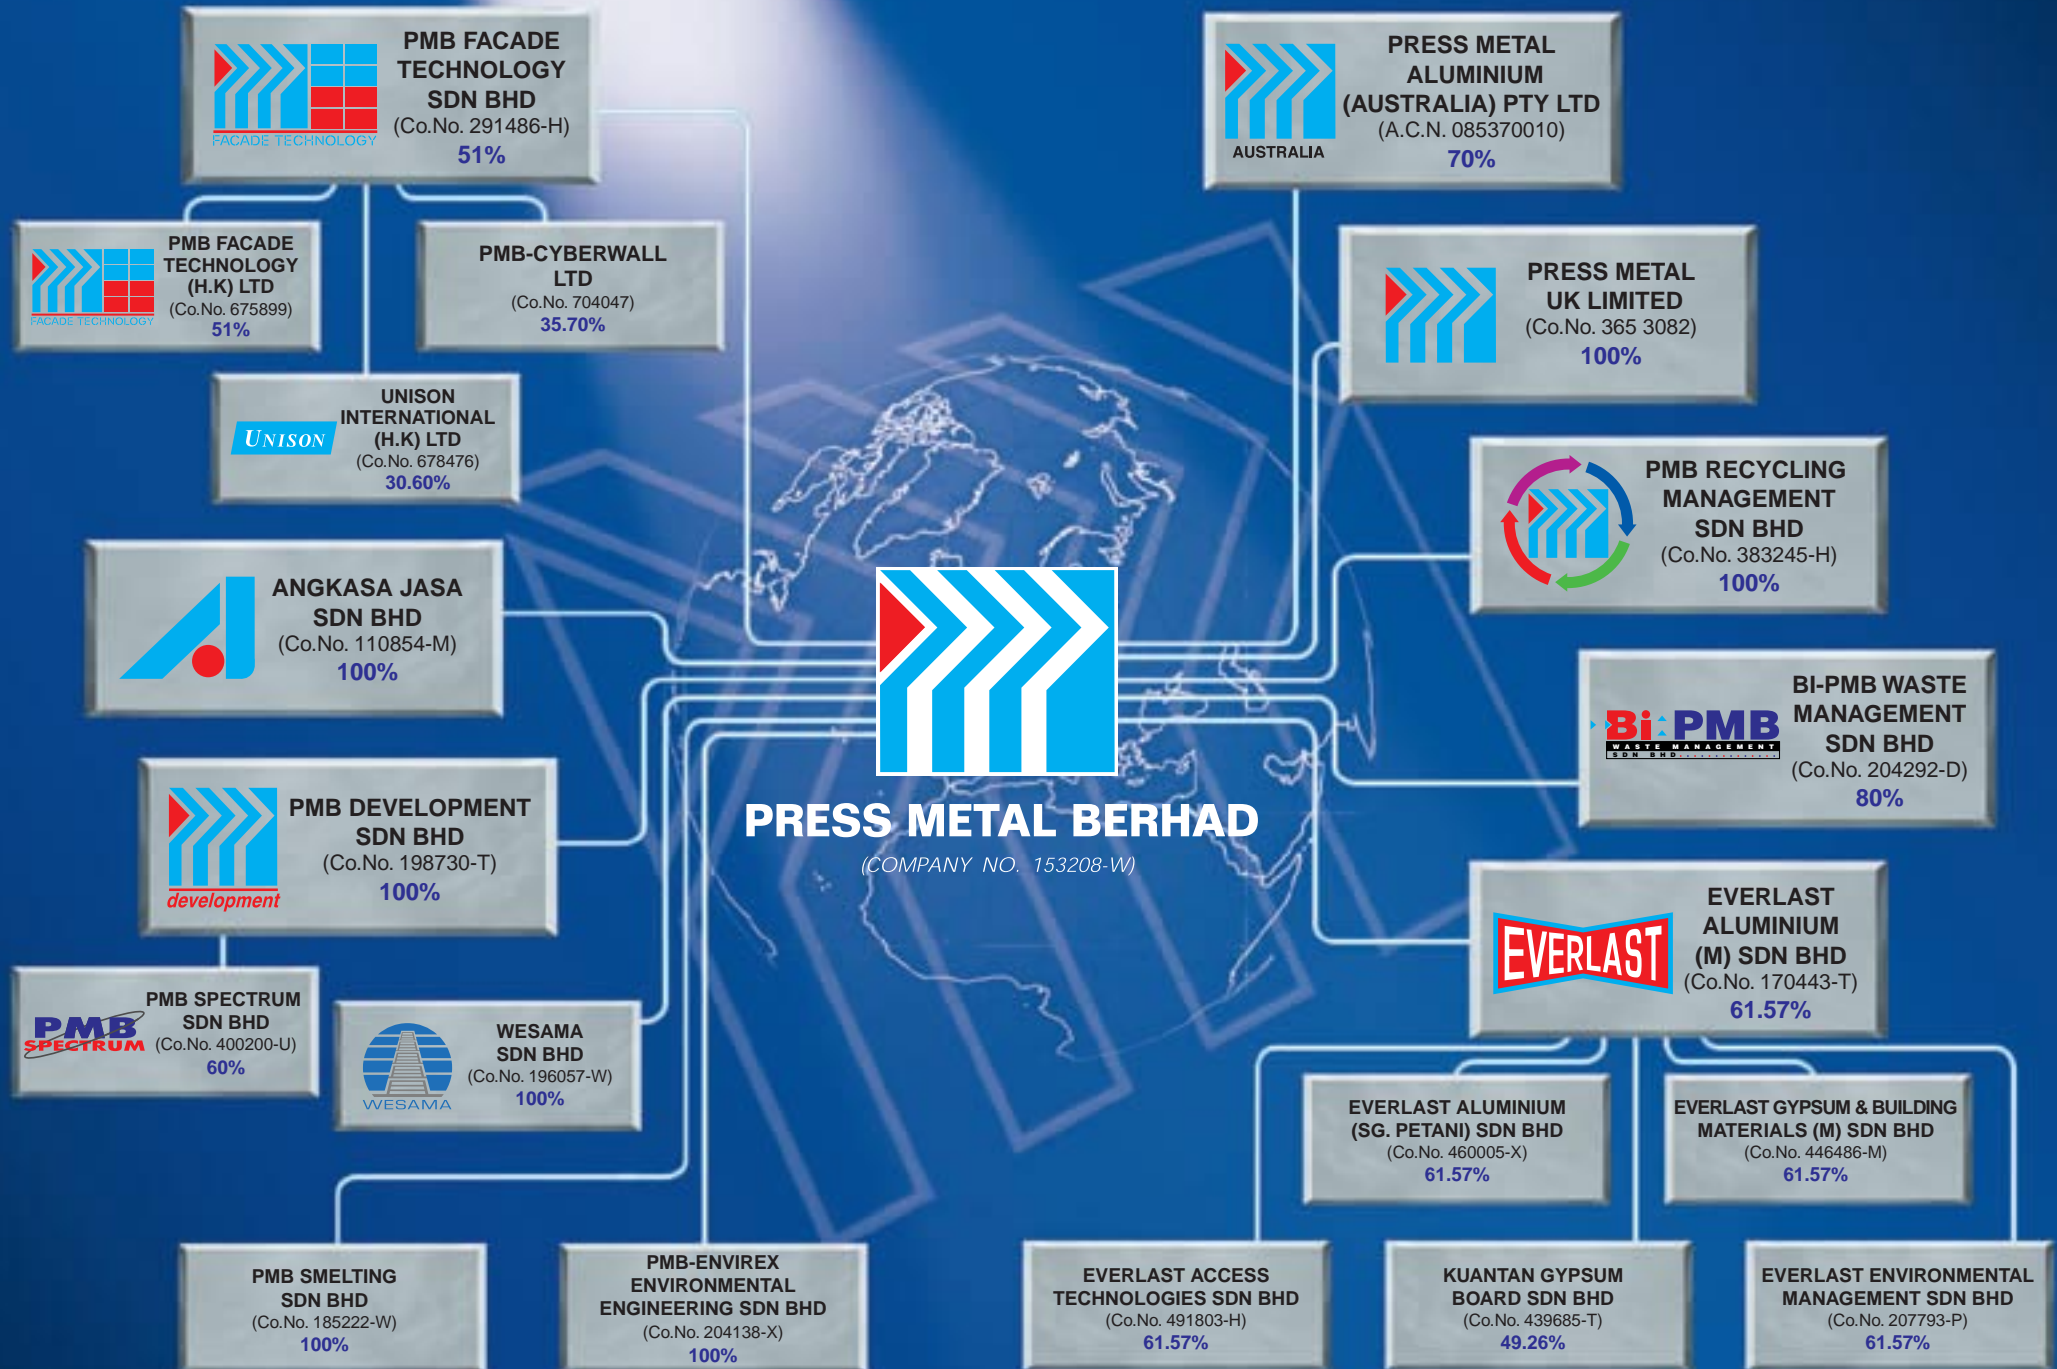 FACADE TECHNOLOGY
PMB FACADE
TECHNOLOGY
SDN BHD
(Co.No. 291486-H)
51%
FACADE TECHNOLOGY
PMB FACADE
TECHNOLOGY
(H.K) LTD
(Co.No. 675899)
51%
PMB-CYBERWALL
LTD
(Co.No. 704047)
35.70%
UNISON
UNISON
INTERNATIONAL
(H.K) LTD
(Co.No. 678476)
30.60%
ANGKASA JASA
SDN BHD
(Co.No. 110854-M)
100%
development
PMB DEVELOPMENT
SDN BHD
(Co.No. 198730-T)
100%
PMB
SPECTRUM
PMB SPECTRUM
SDN BHD
(Co.No. 400200-U)
60%
WESAMA
WESAMA
SDN BHD
(Co.No. 196057-W)
100%
PMB SMELTING
SDN BHD
(Co.No. 185222-W)
100%
PMB-ENVIREX
ENVIRONMENTAL
ENGINEERING SDN BHD
(Co.No. 204138-X)
100%
PRESS METAL BERHAD
(COMPANY NO. 153208-W)
AUSTRALIA
PRESS METAL
ALUMINIUM
(AUSTRALIA) PTY LTD
(A.C.N. 085370010)
70%
PRESS METAL
UK LIMITED
(Co.No. 365 3082)
100%
PMB RECYCLING
MANAGEMENT
SDN BHD
(Co.No. 383245-H)
100%
Bi PMB
WASTE MANAGEMENT
SDN BHD..............
BI-PMB WASTE
MANAGEMENT
SDN BHD
(Co.No. 204292-D)
80%
EVERLAST
EVERLAST
ALUMINIUM
(M) SDN BHD
(Co.No. 170443-T)
61.57%
EVERLAST ALUMINIUM
(SG. PETANI) SDN BHD
(Co.No. 460005-X)
61.57%
EVERLAST GYPSUM & BUILDING
MATERIALS (M) SDN BHD
(Co.No. 446486-M)
61.57%
EVERLAST ACCESS
TECHNOLOGIES SDN BHD
(Co.No. 491803-H)
61.57%
KUANTAN GYPSUM
BOARD SDN BHD
(Co.No. 439685-T)
49.26%
EVERLAST ENVIRONMENTAL
MANAGEMENT SDN BHD
(Co.No. 207793-P)
61.57%